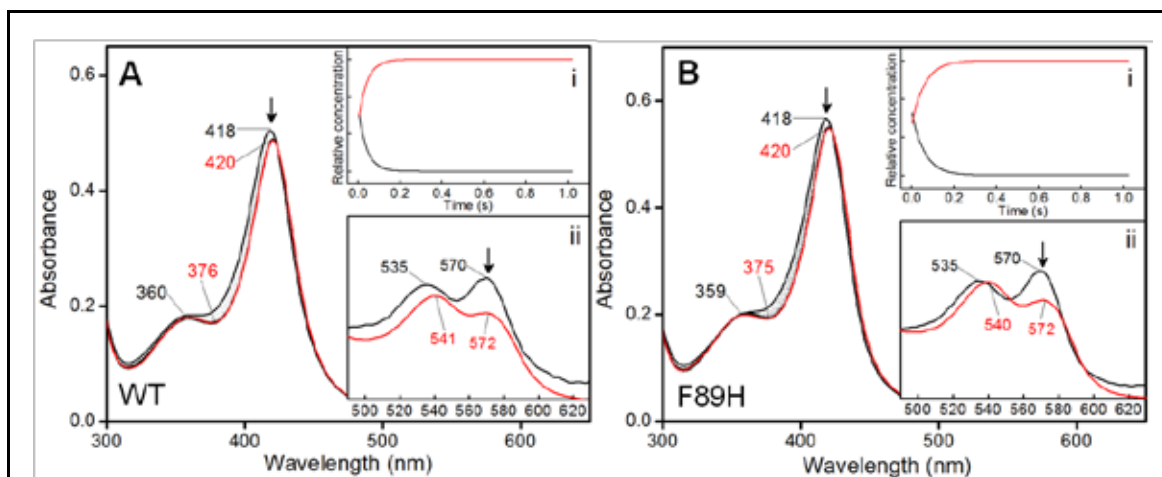 A
418
420
376
360
WT
Absorbance
0.6
0.4
0.2
0.0
300
400
500
600
Wavelength (nm)
i
Relative concentration
0.0 0.2 0.4 0.6 0.8 1.0
Time (s)
ii
535
570
541
572
500 520 540 560 580 600 620
B
418
420
375
359
F89H
Absorbance
0.6
0.4
0.2
0.0
300
400
500
600
Wavelength (nm)
i
Relative concentration
0.0 0.2 0.4 0.6 0.8 1.0
Time (s)
ii
535
570
540
572
500 520 540 560 580 600 620